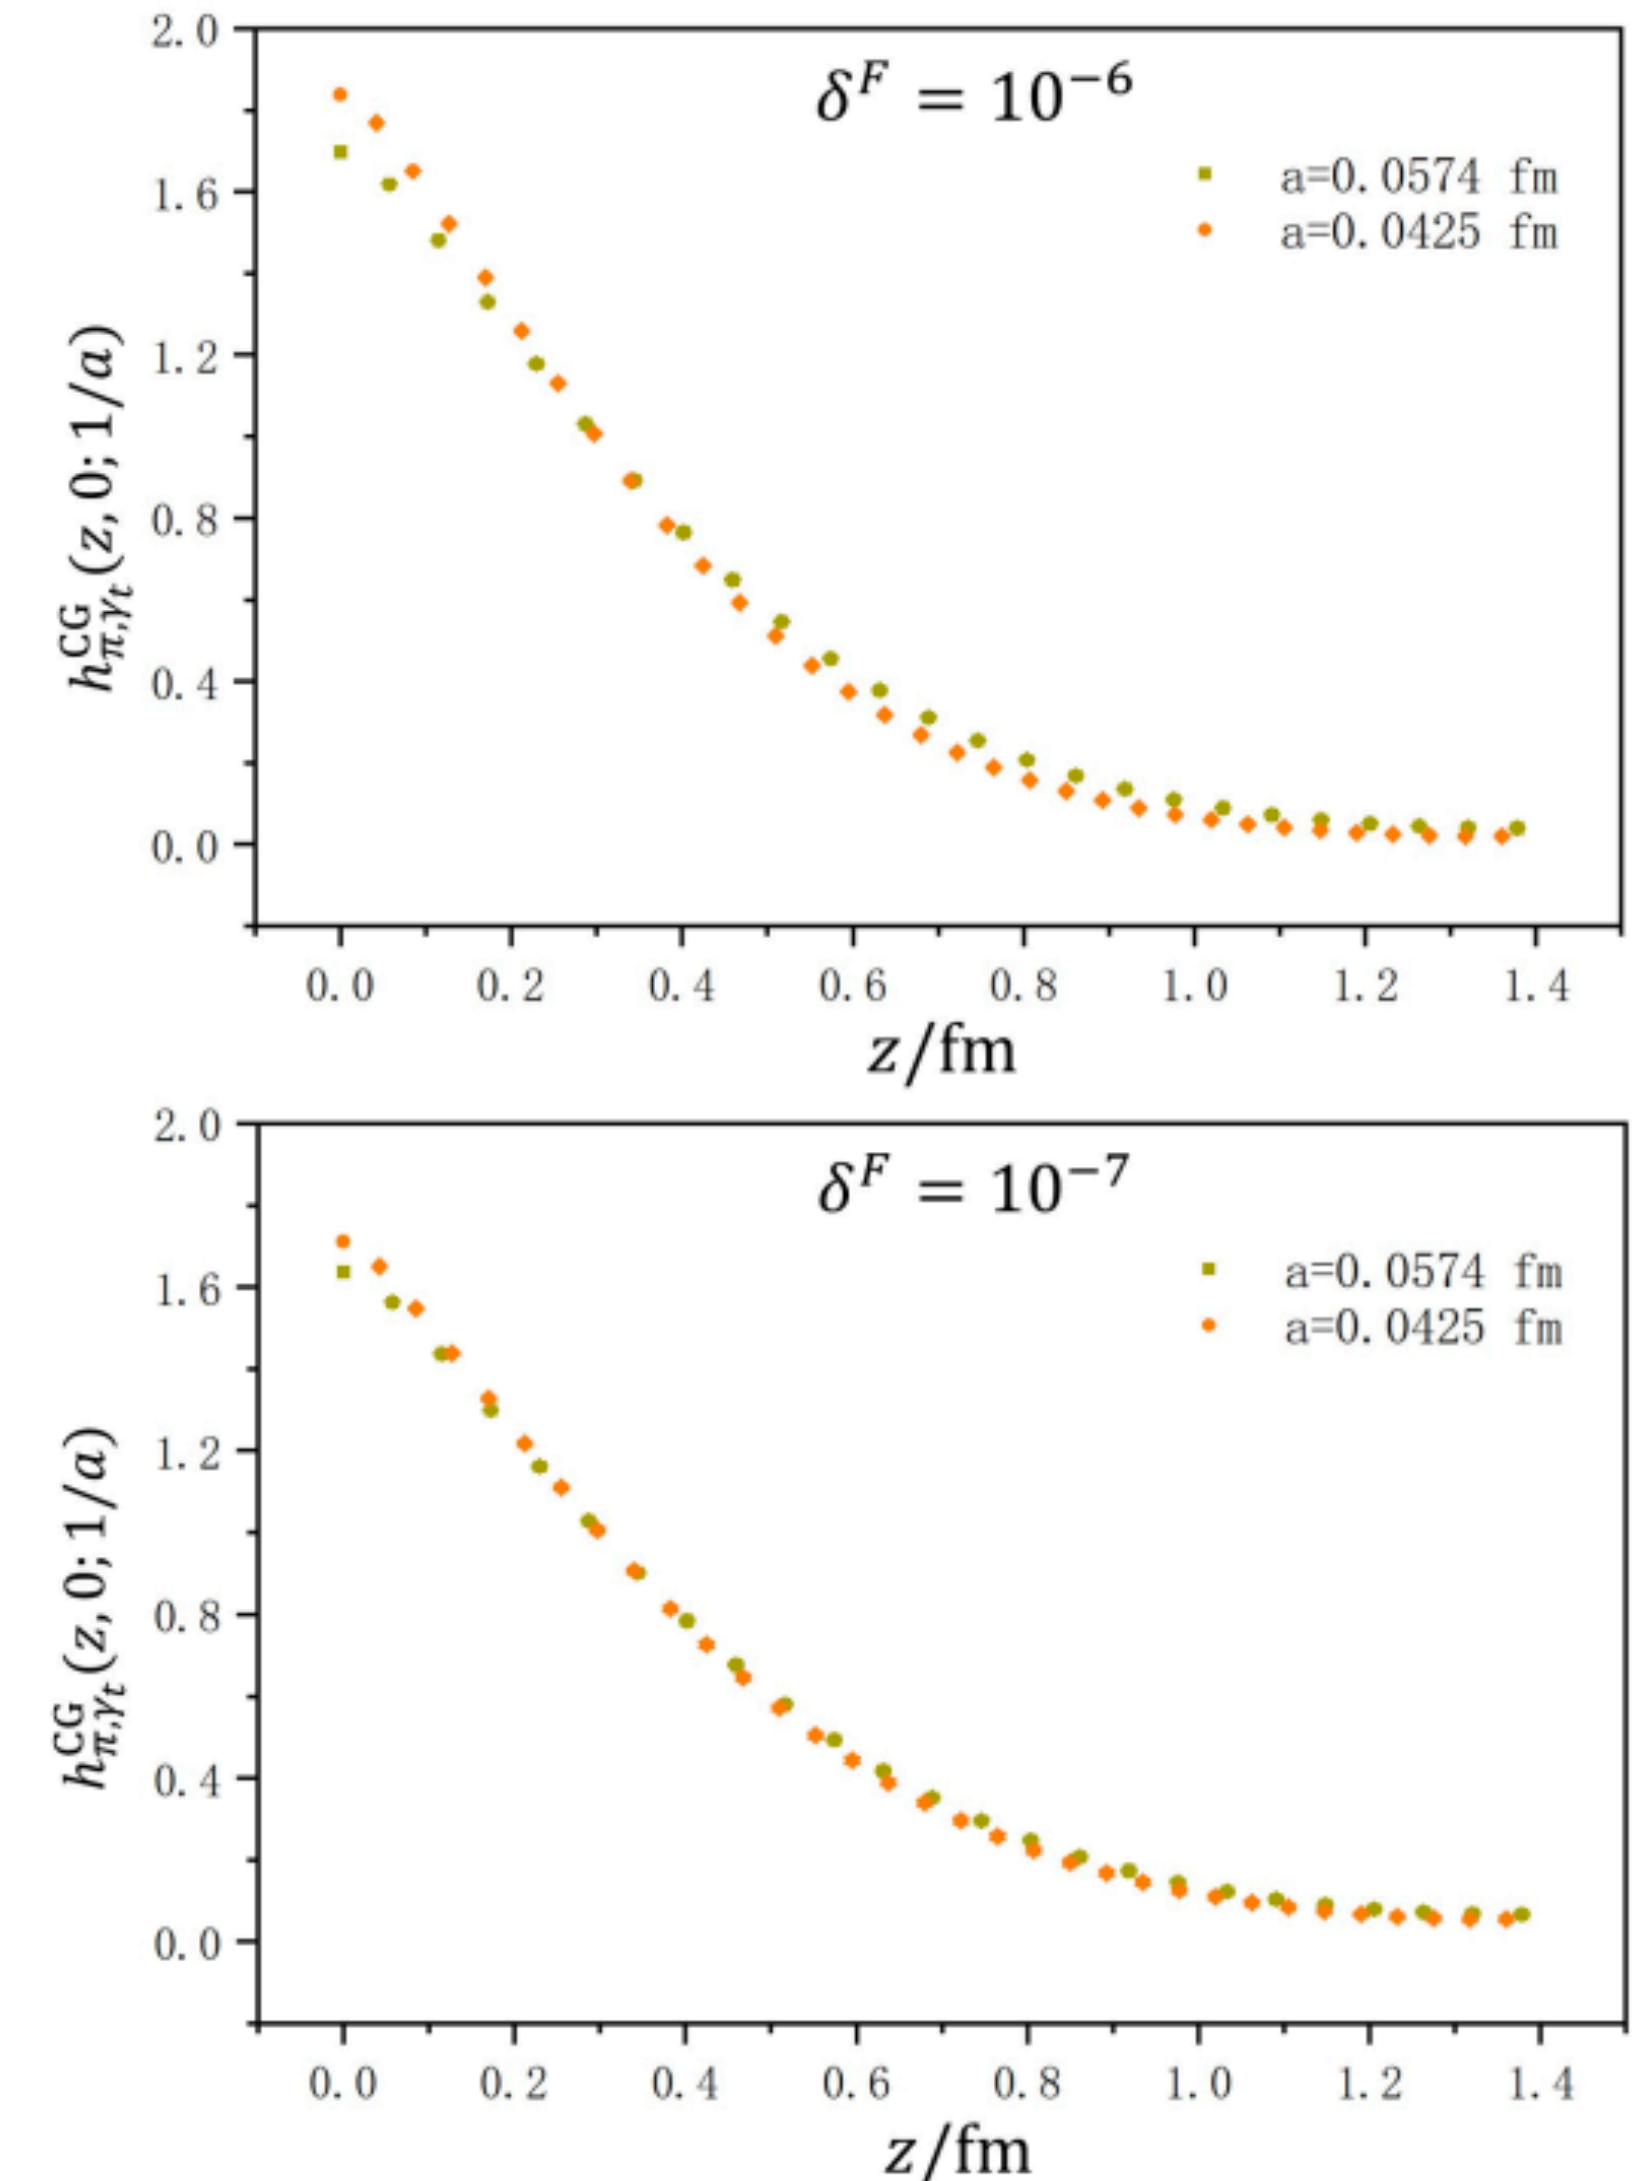 2.0
δ^F = 10^−6
a=0.0574 fm
1.6
a=0.0425 fm
1.2
h^CG_π,γ_t (z, 0; 1/a)
0.8
0.4
0.0
0.0 0.2 0.4 0.6 0.8 1.0 1.2 1.4
z/fm
2.0
δ^F = 10^−7
a=0.0574 fm
1.6
a=0.0425 fm
1.2
h^CG_π,γ_t (z, 0; 1/a)
0.8
0.4
0.0
0.0 0.2 0.4 0.6 0.8 1.0 1.2 1.4
z/fm